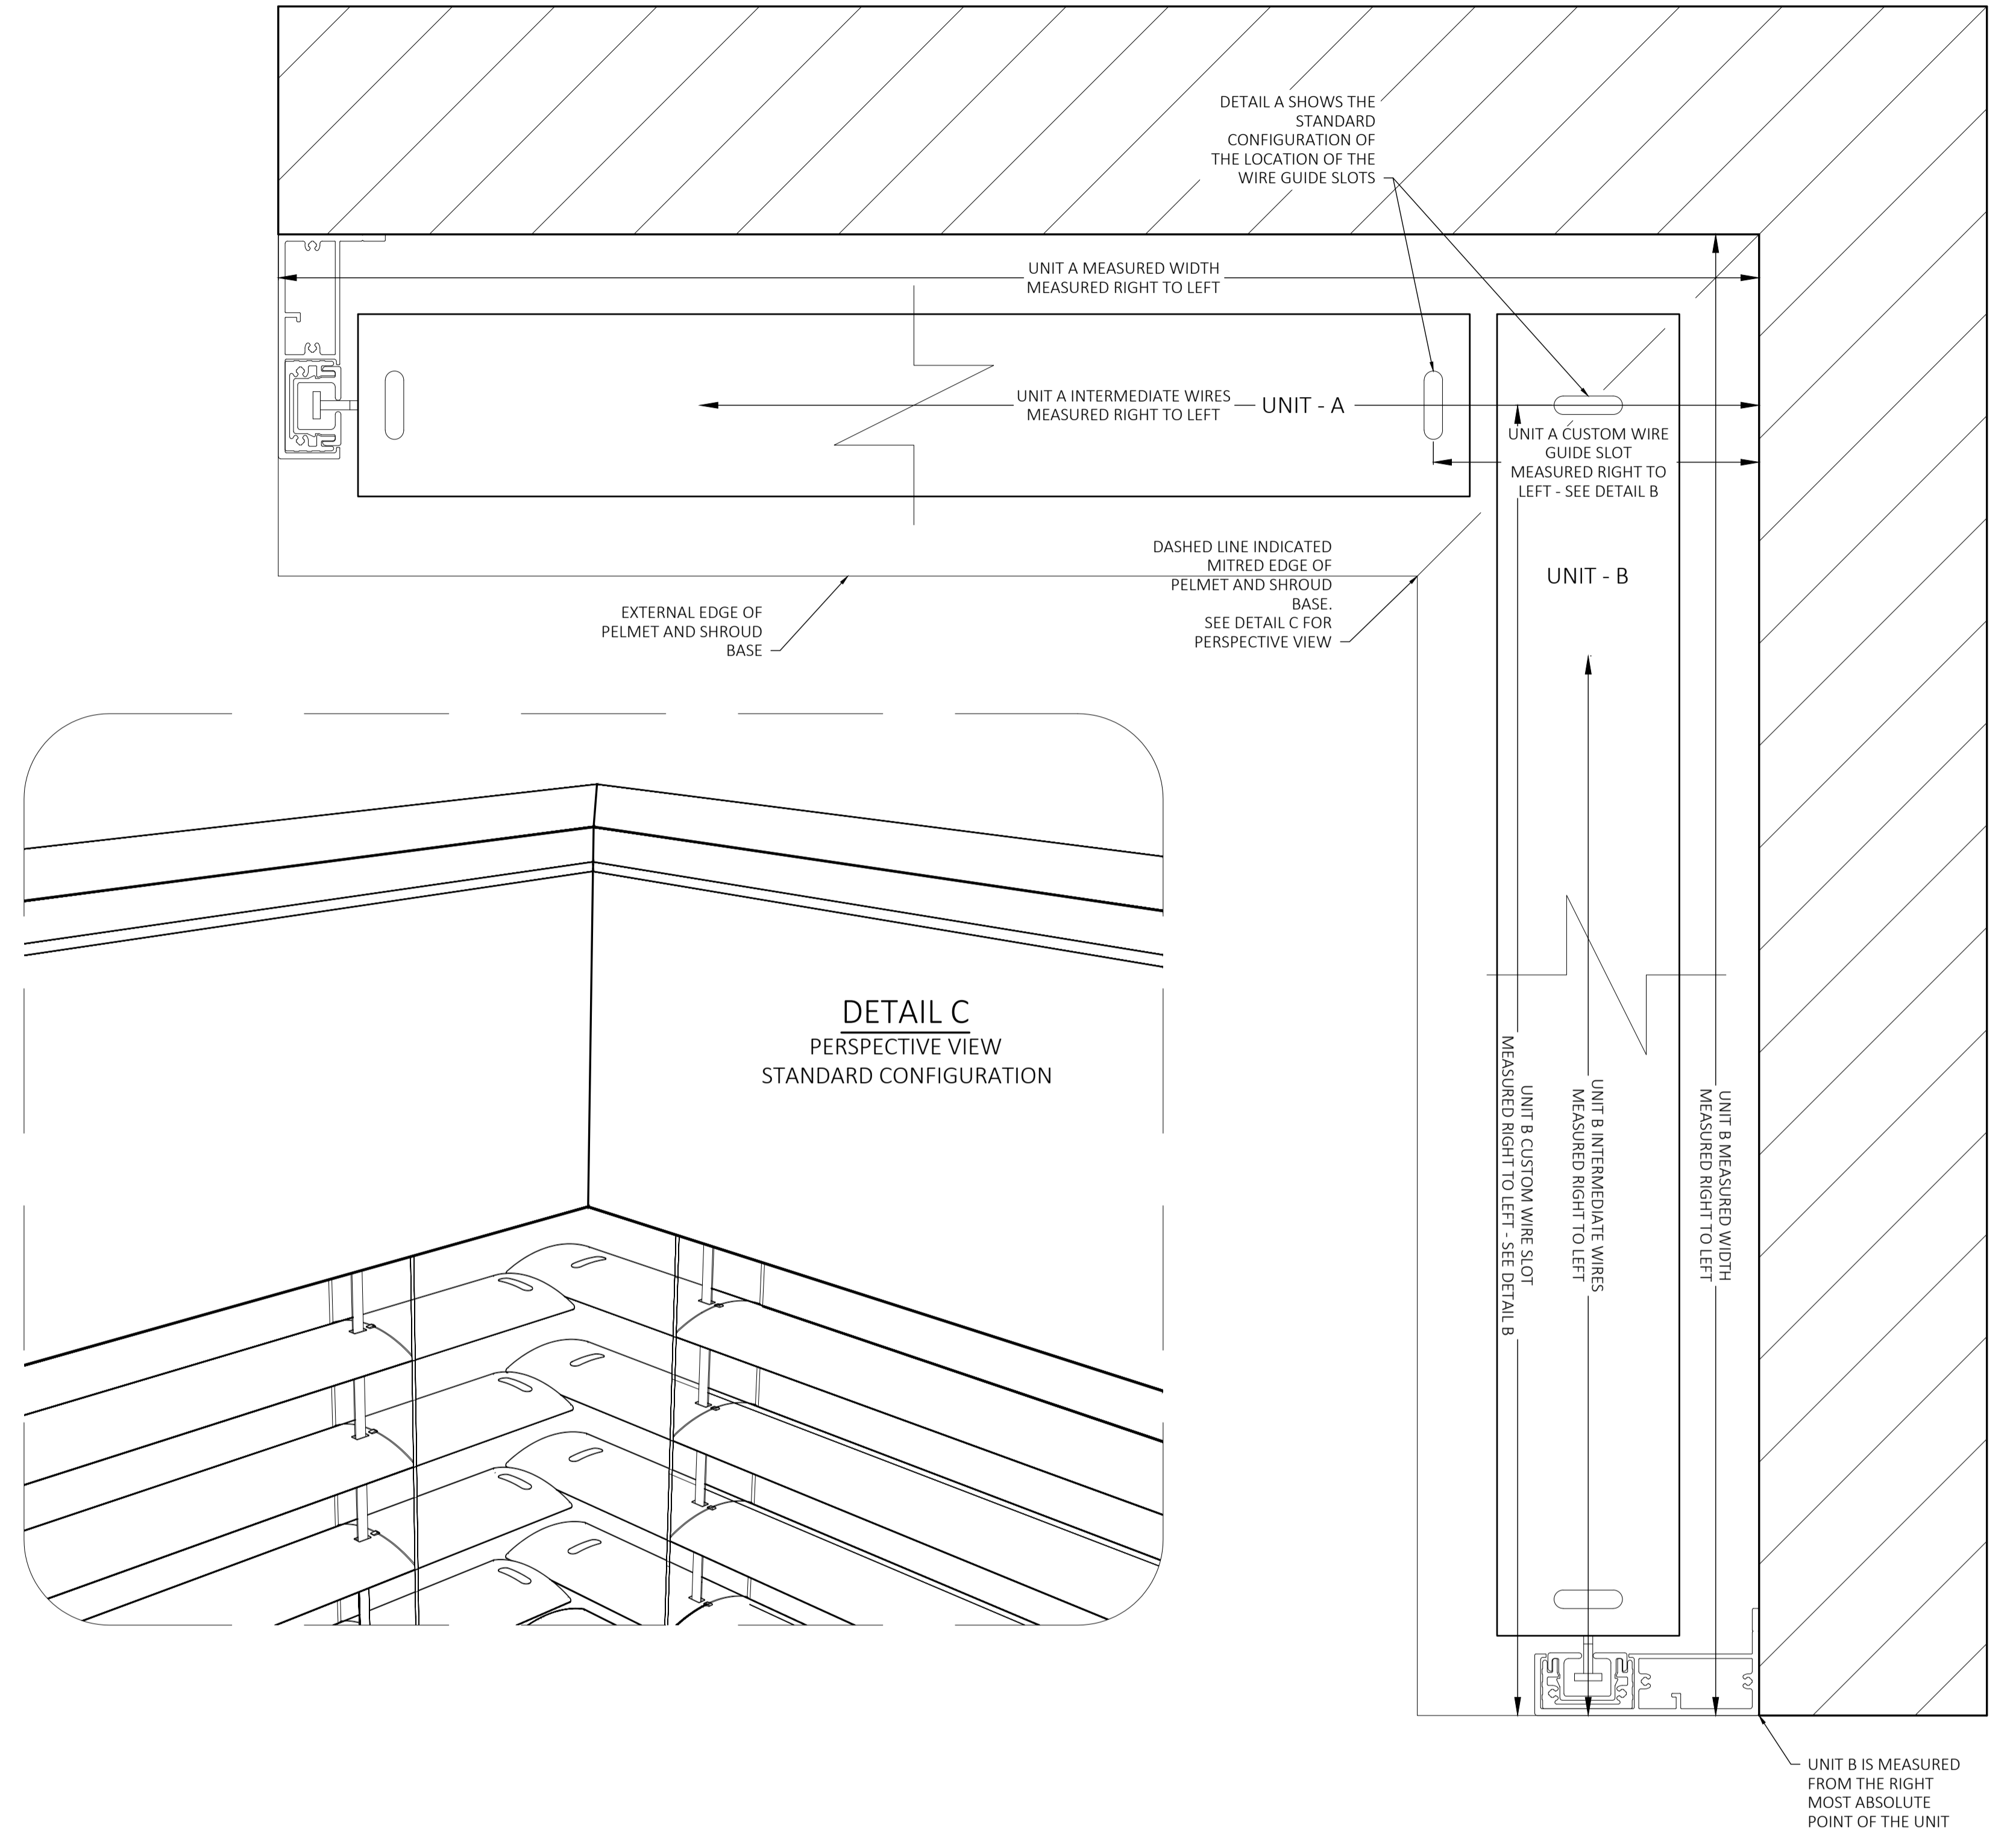 DETAIL A SHOWS THE
STANDARD
CONFIGURATION OF
THE LOCATION OF THE
WIRE GUIDE SLOTS
UNIT A MEASURED WIDTH
MEASURED RIGHT TO LEFT
UNIT A INTERMEDIATE WIRES
MEASURED RIGHT TO LEFT
UNIT - A
UNIT A CUSTOM WIRE
GUIDE SLOT
MEASURED RIGHT TO
LEFT - SEE DETAIL B
DASHED LINE INDICATED
MITRED EDGE OF
PELMET AND SHROUD
BASE.
SEE DETAIL C FOR
PERSPECTIVE VIEW
UNIT - B
EXTERNAL EDGE OF
PELMET AND SHROUD
BASE
DETAIL C
PERSPECTIVE VIEW
STANDARD CONFIGURATION
UNIT B CUSTOM WIRE SLOT
MEASURED RIGHT TO LEFT - SEE DETAIL B
UNIT B INTERMEDIATE WIRES
MEASURED RIGHT TO LEFT
UNIT B MEASURED WIDTH
MEASURED RIGHT TO LEFT
UNIT B IS MEASURED
FROM THE RIGHT
MOST ABSOLUTE
POINT OF THE UNIT